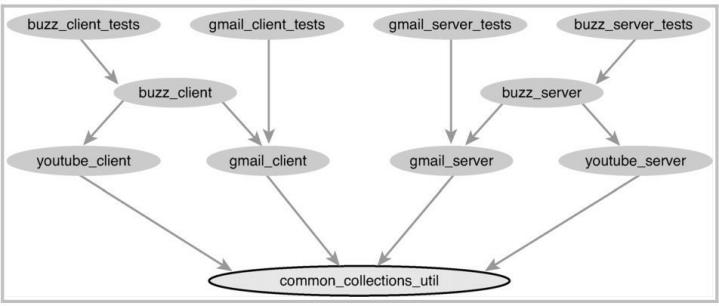 buzz_client_tests
gmail_client_tests
gmail_server_tests
buzz_server_tests
buzz_client
buzz_server
youtube_client
gmail_client
gmail_server
youtube_server
common_collections_util